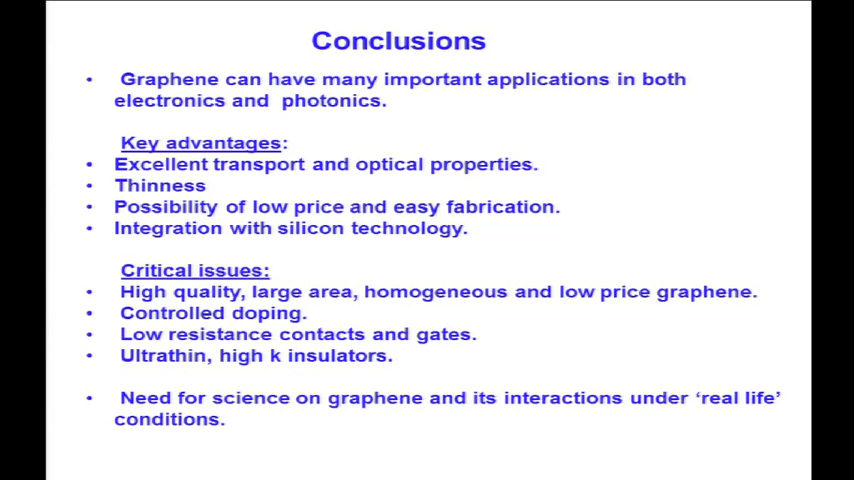 Conclusions
• Graphene can have many important applications in both
electronics and photonics.
Key advantages:
• Excellent transport and optical properties.
• Thinness
• Possibility of low price and easy fabrication.
• Integration with silicon technology.
Critical issues:
• High quality, large area, homogeneous and low price graphene.
• Controlled doping.
• Low resistance contacts and gates.
• Ultrathin, high k insulators.
• Need for science on graphene and its interactions under ‘real life’
conditions.